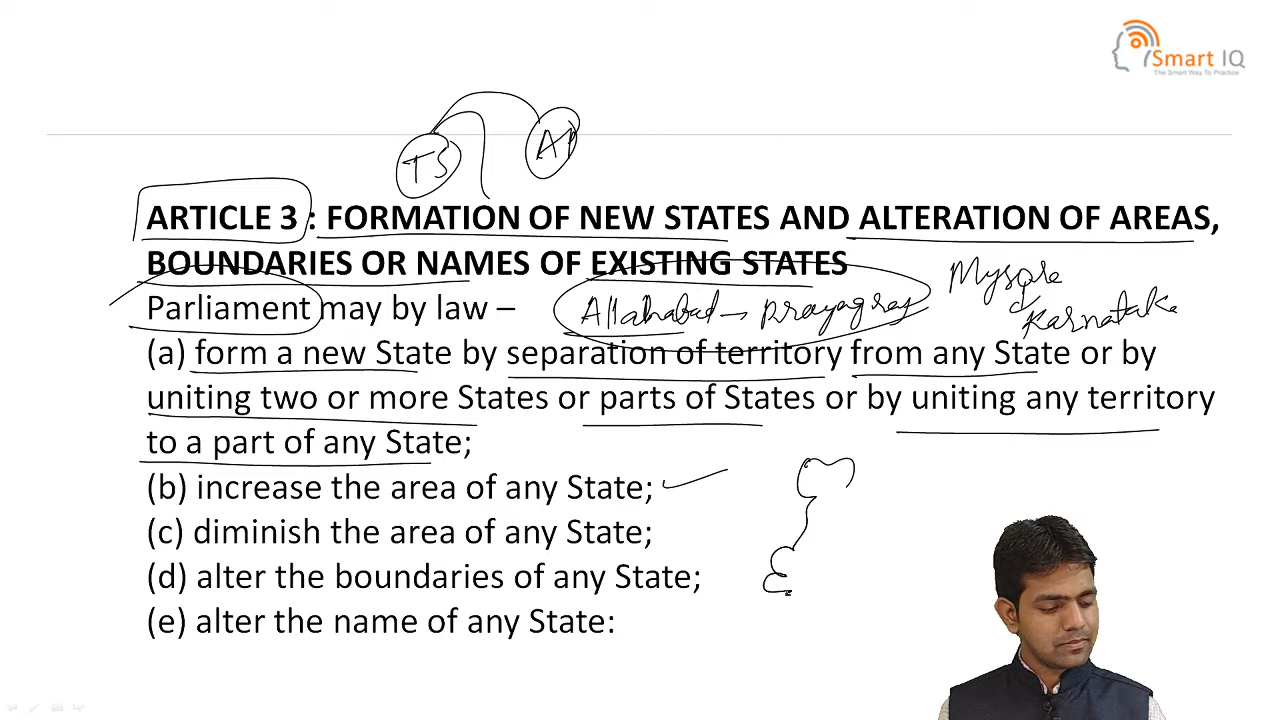 Smart IQ
The Smart Way To Practice
TS AP
ARTICLE 3 : FORMATION OF NEW STATES AND ALTERATION OF AREAS,
BOUNDARIES OR NAMES OF EXISTING STATES
Mysore
Parliament may by law – Allahabad → Prayagraj
Karnataka
(a) form a new State by separation of territory from any State or by
uniting two or more States or parts of States or by uniting any territory
to a part of any State;
(b) increase the area of any State;
(c) diminish the area of any State;
(d) alter the boundaries of any State;
(e) alter the name of any State: